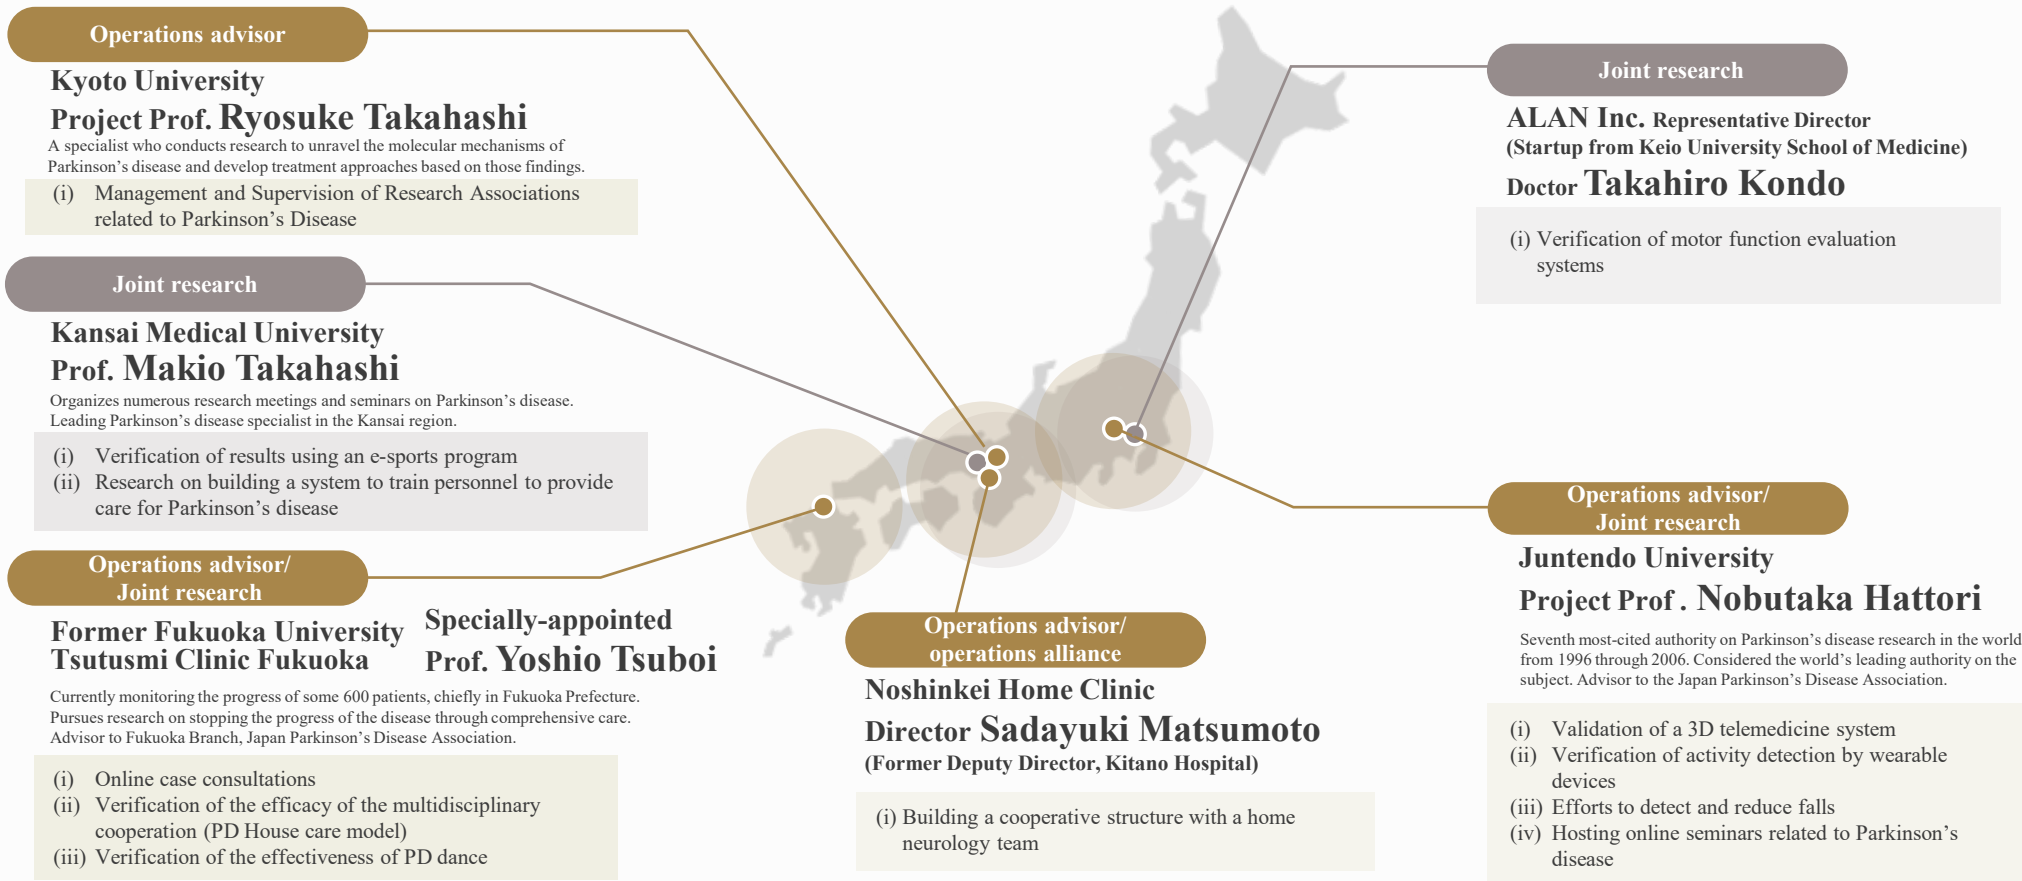 Operations advisor
Kyoto University
Project Prof. Ryosuke Takahashi
A specialist who conducts research to unravel the molecular mechanisms of
Parkinson's disease and develop treatment approaches based on those findings.
(i) Management and Supervision of Research Associations
related to Parkinson's Disease
Joint research
Kansai Medical University
Prof. Makio Takahashi
Organizes numerous research meetings and seminars on Parkinson's disease.
Leading Parkinson's disease specialist in the Kansai region.
(i) Verification of results using an e-sports program
(ii) Research on building a system to train personnel to provide
care for Parkinson's disease
Operations advisor/
Joint research
Former Fukuoka University
Tsutusmi Clinic Fukuoka
Specially-appointed
Prof. Yoshio Tsuboi
Currently monitoring the progress of some 600 patients, chiefly in Fukuoka Prefecture.
Pursues research on stopping the progress of the disease through comprehensive care.
Advisor to Fukuoka Branch, Japan Parkinson's Disease Association.
(i) Online case consultations
(ii) Verification of the efficacy of the multidisciplinary
cooperation (PD House care model)
(iii) Verification of the effectiveness of PD dance
Operations advisor/
operations alliance
Noshinkei Home Clinic
Director Sadayuki Matsumoto
(Former Deputy Director, Kitano Hospital)
(i) Building a cooperative structure with a home
neurology team
Joint research
ALAN Inc. Representative Director
(Startup from Keio University School of Medicine)
Doctor Takahiro Kondo
(i) Verification of motor function evaluation
systems
Operations advisor/
Joint research
Juntendo University
Project Prof . Nobutaka Hattori
Seventh most-cited authority on Parkinson's disease research in the world
from 1996 through 2006. Considered the world's leading authority on the
subject. Advisor to the Japan Parkinson's Disease Association.
(i) Validation of a 3D telemedicine system
(ii) Verification of activity detection by wearable
devices
(iii) Efforts to detect and reduce falls
(iv) Hosting online seminars related to Parkinson's
disease